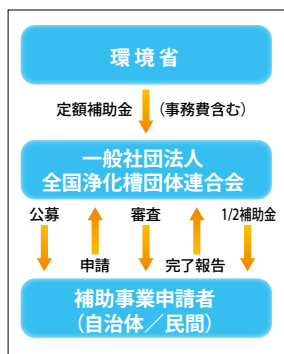 環境省
定額補助金 (事務費含む)
一般社団法人
全国浄化槽団体連合会
公募 審査 1/2補助金
申請 完了報告
補助事業申請者
(自治体／民間)